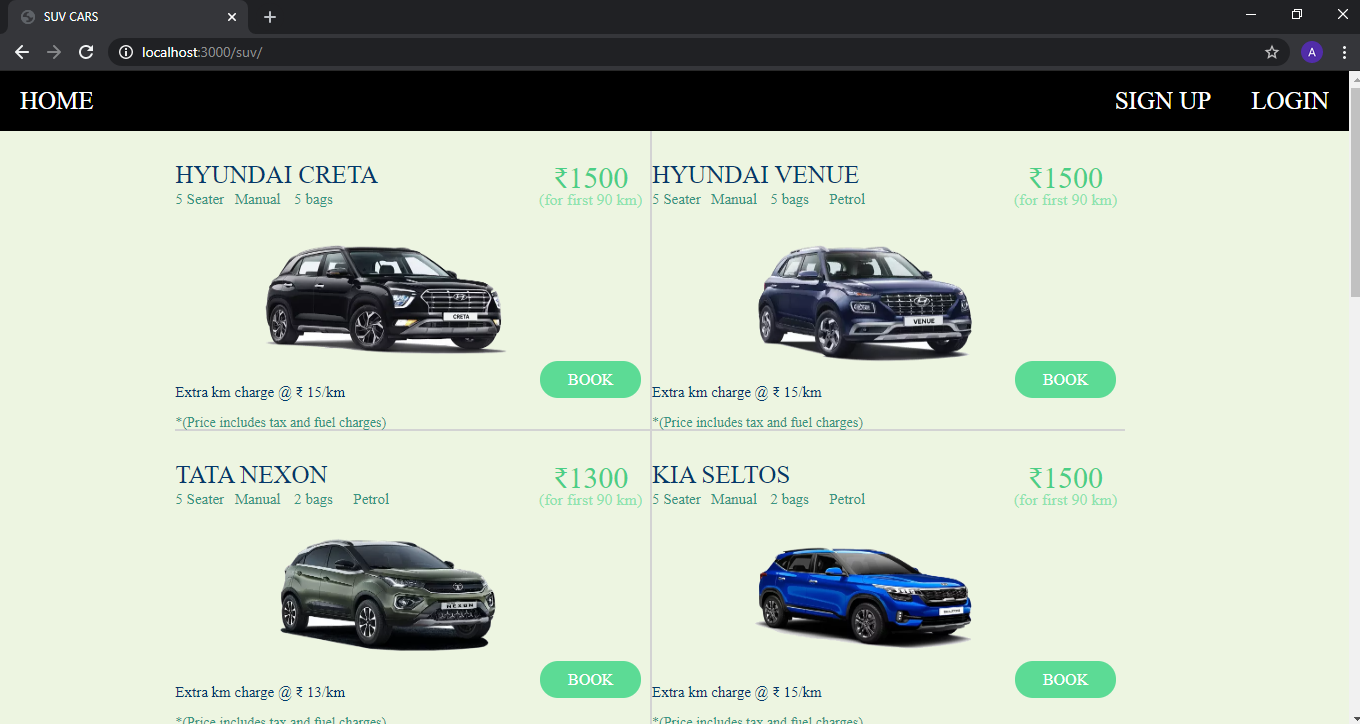 SUV CARS
localhost:3000/suv/
A
HOME
SIGN UP
LOGIN
HYUNDAI CRETA
₹1500
5 Seater Manual 5 bags
(for first 90 km)
CRETA
BOOK
Extra km charge @ ₹ 15/km
*(Price includes tax and fuel charges)
HYUNDAI VENUE
₹1500
5 Seater Manual 5 bags Petrol
(for first 90 km)
VENUE
BOOK
Extra km charge @ ₹ 15/km
*(Price includes tax and fuel charges)
TATA NEXON
₹1300
5 Seater Manual 2 bags Petrol
(for first 90 km)
NEXON
BOOK
Extra km charge @ ₹ 13/km
*(Price includes tax and fuel charges)
KIA SELTOS
₹1500
5 Seater Manual 2 bags Petrol
(for first 90 km)
BOOK
Extra km charge @ ₹ 15/km
*(Price includes tax and fuel charges)